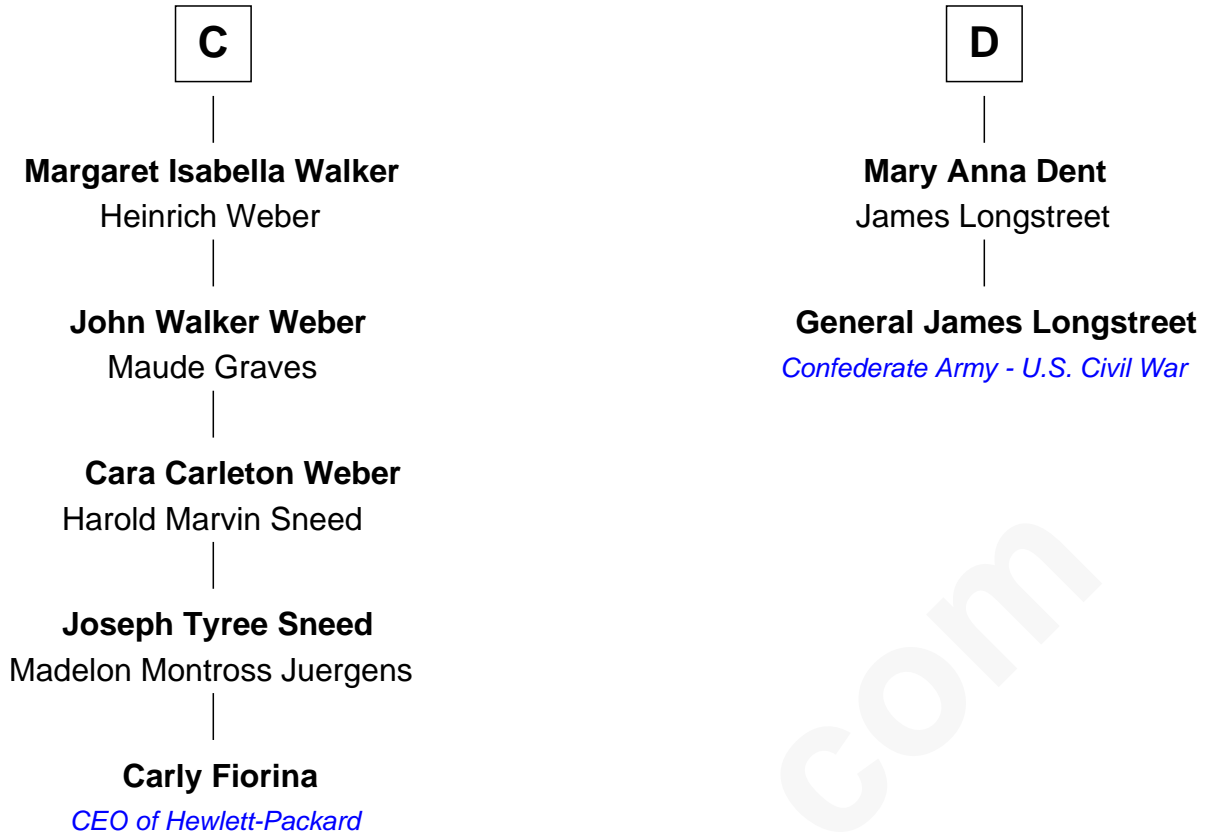 C
Margaret Isabella Walker
Heinrich Weber
John Walker Weber
Maude Graves
Cara Carleton Weber
Harold Marvin Sneed
Joseph Tyree Sneed
Madelon Montross Juergens
Carly Fiorina
CEO of Hewlett-Packard
D
Mary Anna Dent
James Longstreet
General James Longstreet
Confederate Army - U.S. Civil War
com